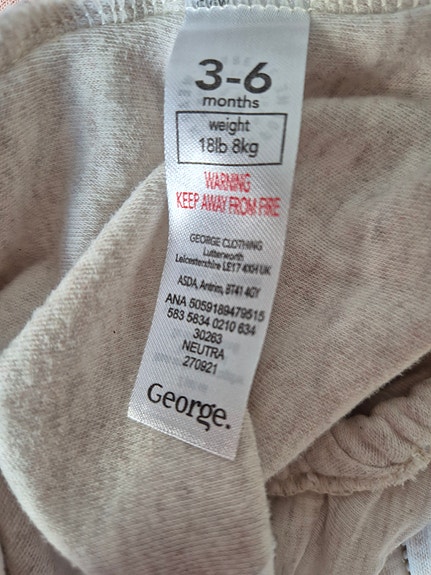 3-6
months
weight
18lb 8kg
WARNING
KEEP AWAY FROM FIRE
GEORGE CLOTHING
Lutterworth
Leicestershire LE17 4XH UK
ASDA, Antrim, BT41 4GY
ANA 5059189479515
583 5834 0210 634
30263
NEUTRA
270921
George.